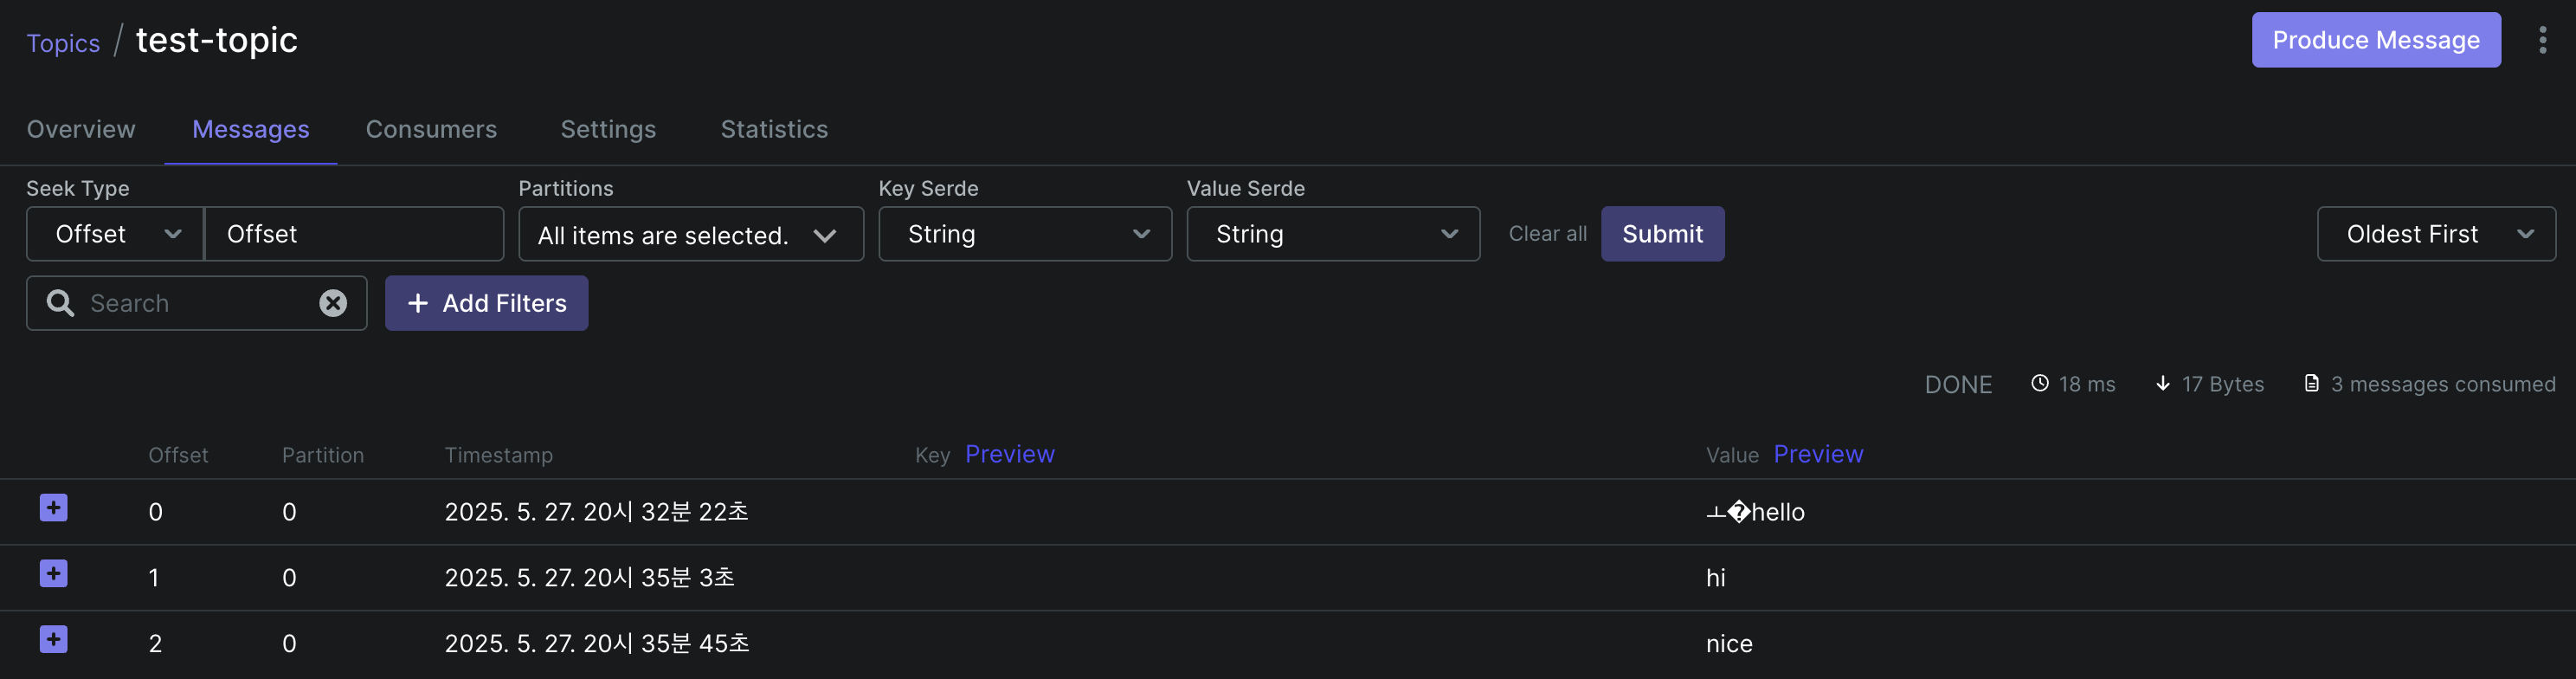 Topics / test-topic
Produce Message
Overview Messages Consumers Settings Statistics
Seek Type Partitions Key Serde Value Serde
Offset Offset All items are selected. String String Clear all Submit Oldest First
Search Add Filters
DONE 18 ms 17 Bytes 3 messages consumed
Offset Partition Timestamp Key Preview Value Preview
0 0 2025. 5. 27. 20시 32분 22초 ㅗ�hello
1 0 2025. 5. 27. 20시 35분 3초 hi
2 0 2025. 5. 27. 20시 35분 45초 nice